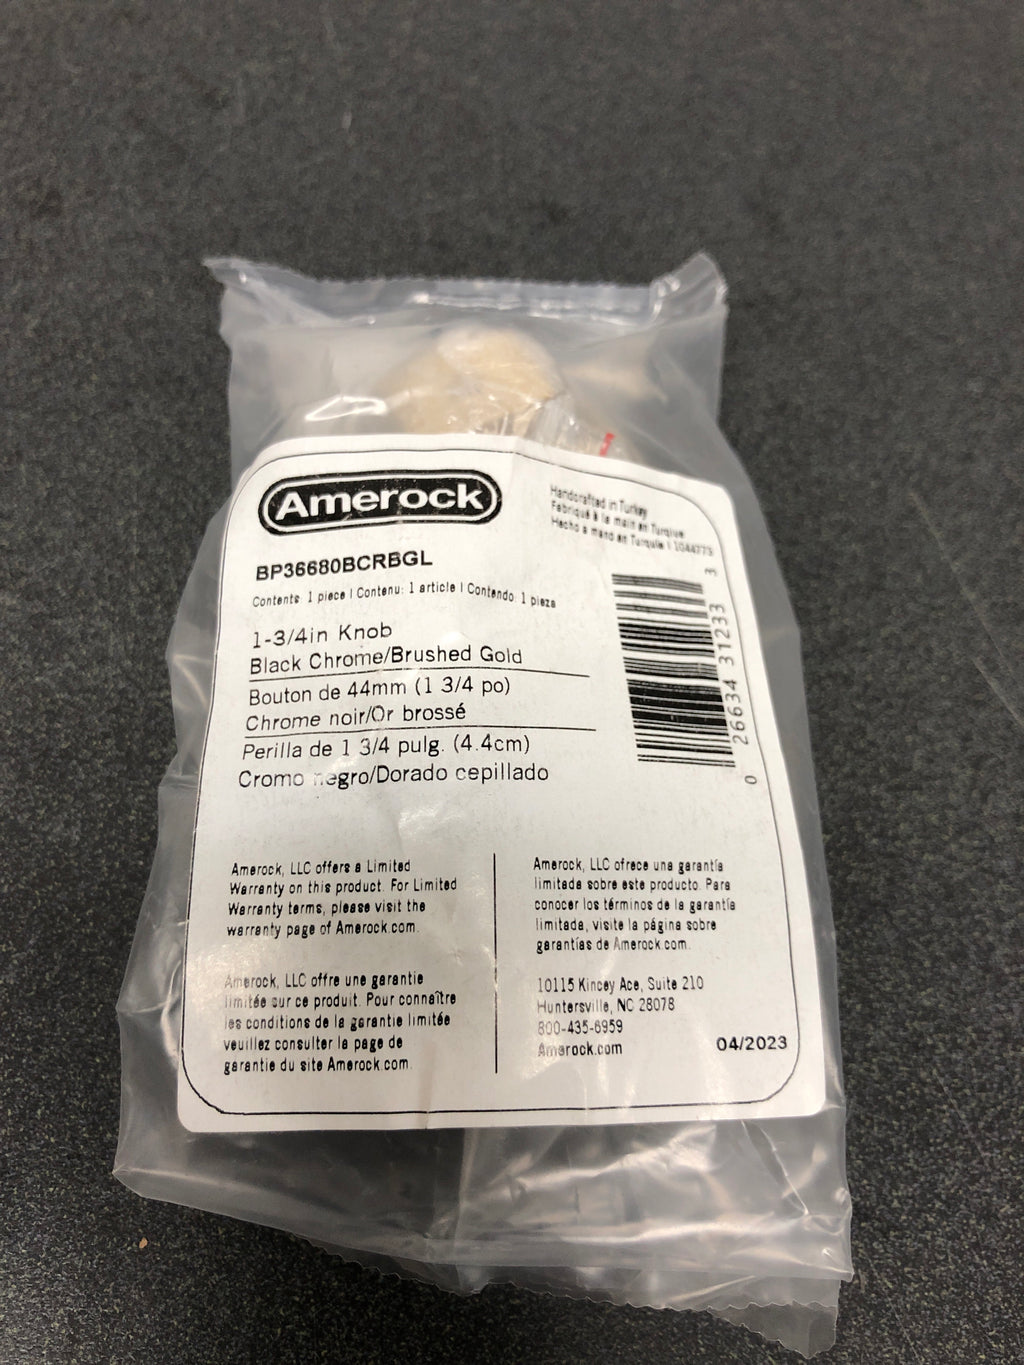 Amerock
Handcrafted in Turkey
Fabriqué à la main en Turquie
Hecho a mano en Turquía | 1044773
BP36680BCRBGL
Contents: 1 piece | Contenu: 1 article | Contendo: 1 pieza
1-3/4in Knob
Black Chrome/Brushed Gold
Bouton de 44mm (1 3/4 po)
Chrome noir/Or brossé
Perilla de 1 3/4 pulg. (4.4cm)
Cromo negro/Dorado cepillado
0 26634 31233 3
Amerock, LLC offers a Limited
Warranty on this product. For Limited
Warranty terms, please visit the
warranty page of Amerock.com.
Amerock, LLC offre une garantie
limitée sur ce produit. Pour connaître
les conditions de la garantie limitée
veuillez consulter la page de
garantie du site Amerock.com.
Amerock, LLC ofrece una garantía
limitada sobre este producto. Para
conocer los términos de la garantía
limitada, visite la página sobre
garantías de Amerock.com.
10115 Kincey Ace, Suite 210
Huntersville, NC 28078
800-435-6959
Amerock.com
04/2023